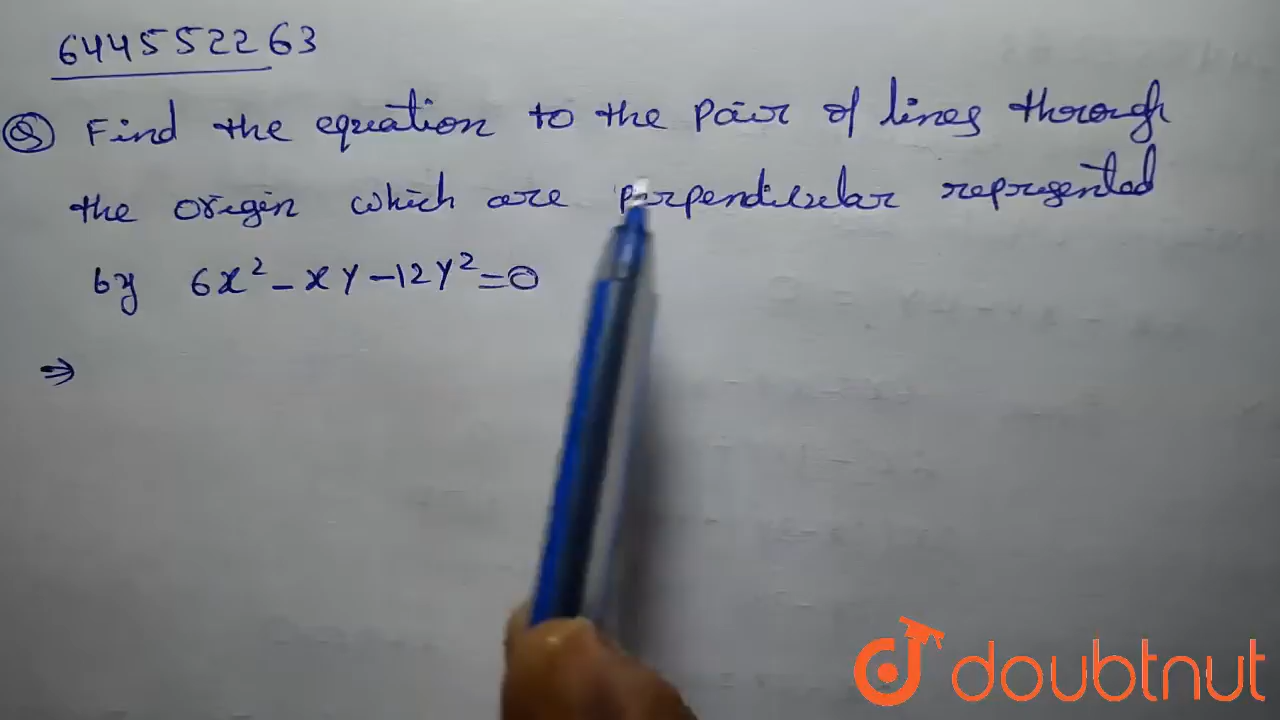 6445552263
Q Find the equation to the pair of lines through
the origin which are perpendicular represented
by 6x² - xy - 12y² = 0
⇒
doubtnut